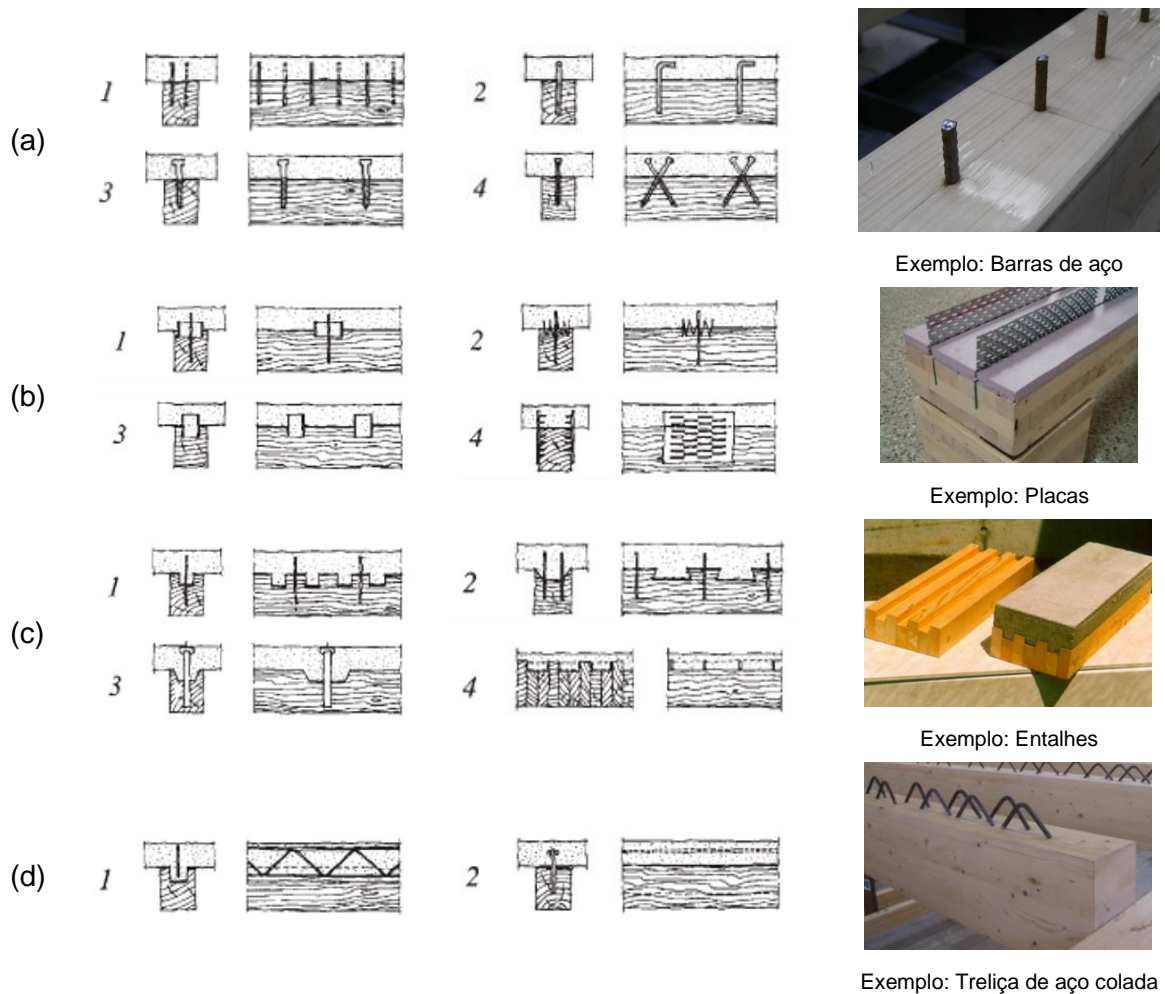 (a)
1
2
3
4
Exemplo: Barras de aço
(b)
1
2
3
4
Exemplo: Placas
(c)
1
2
3
4
Exemplo: Entalhes
(d)
1
2
Exemplo: Treliça de aço colada